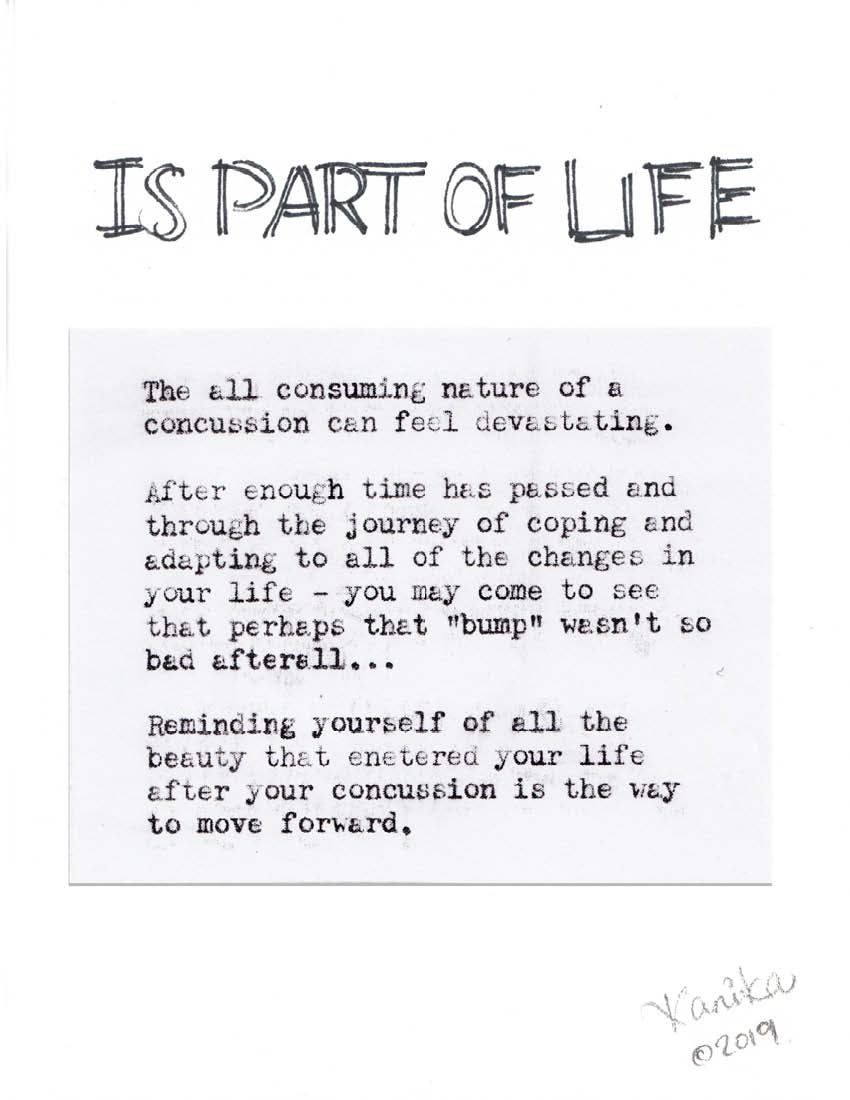 IS PART OF LIFE
The all consuming nature of a
concussion can feel devastating.
After enough time has passed and
through the journey of coping and
adapting to all of the changes in
your life - you may come to see
that perhaps that "bump" wasn't so
bad afterall...
Reminding yourself of all the
beauty that enetered your life
after your concussion is the way
to move forward.
Kanika
©2019